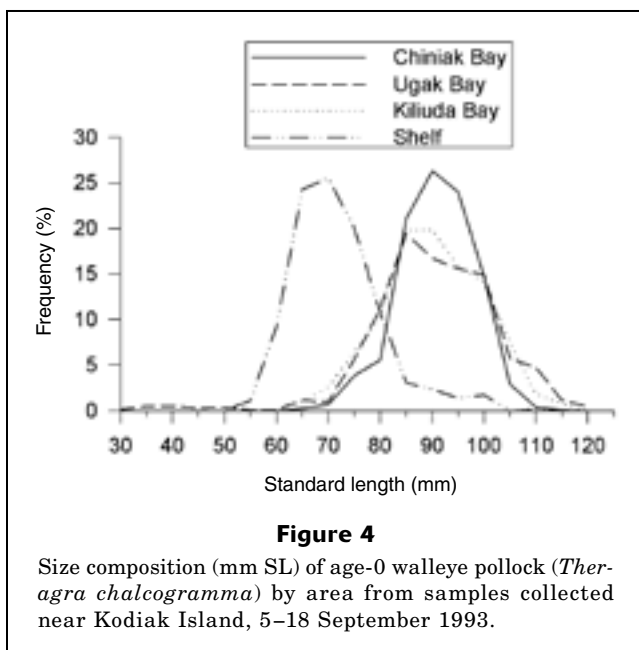 Chiniak Bay
Ugak Bay
Kiliuda Bay
Shelf
30
25
20
15
10
5
0
Frequency (%)
30 40 50 60 70 80 90 100 110 120
Standard length (mm)
Figure 4
Size composition (mm SL) of age-0 walleye pollock (Ther-
agra chalcogramma) by area from samples collected
near Kodiak Island, 5–18 September 1993.